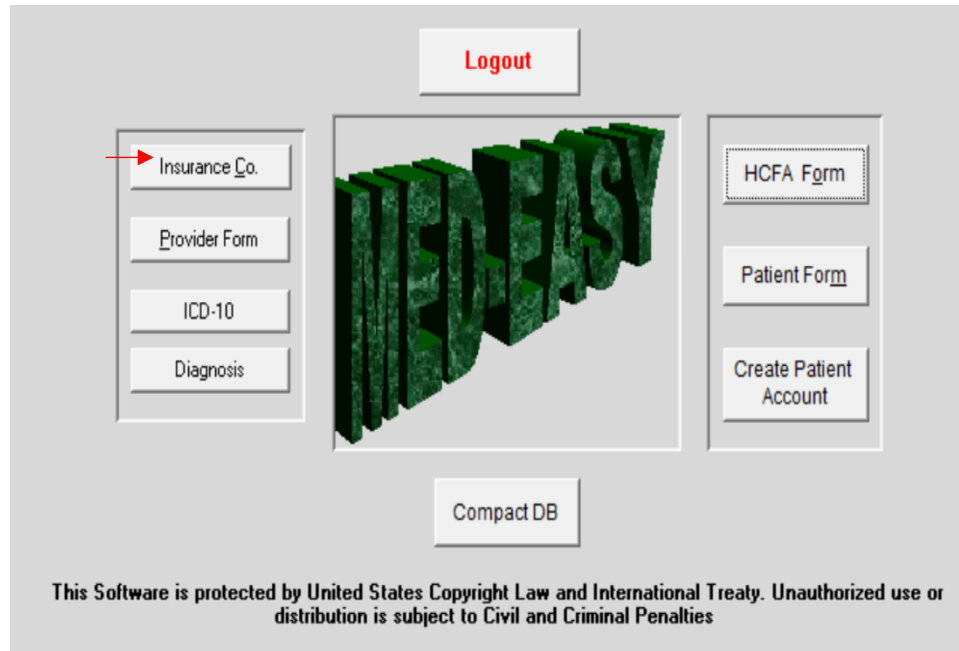 Logout
Insurance Co.
Provider Form
ICD-10
Diagnosis
MED-EASY
HCFA Form
Patient Form
Create Patient
Account
Compact DB
This Software is protected by United States Copyright Law and International Treaty. Unauthorized use or
distribution is subject to Civil and Criminal Penalties